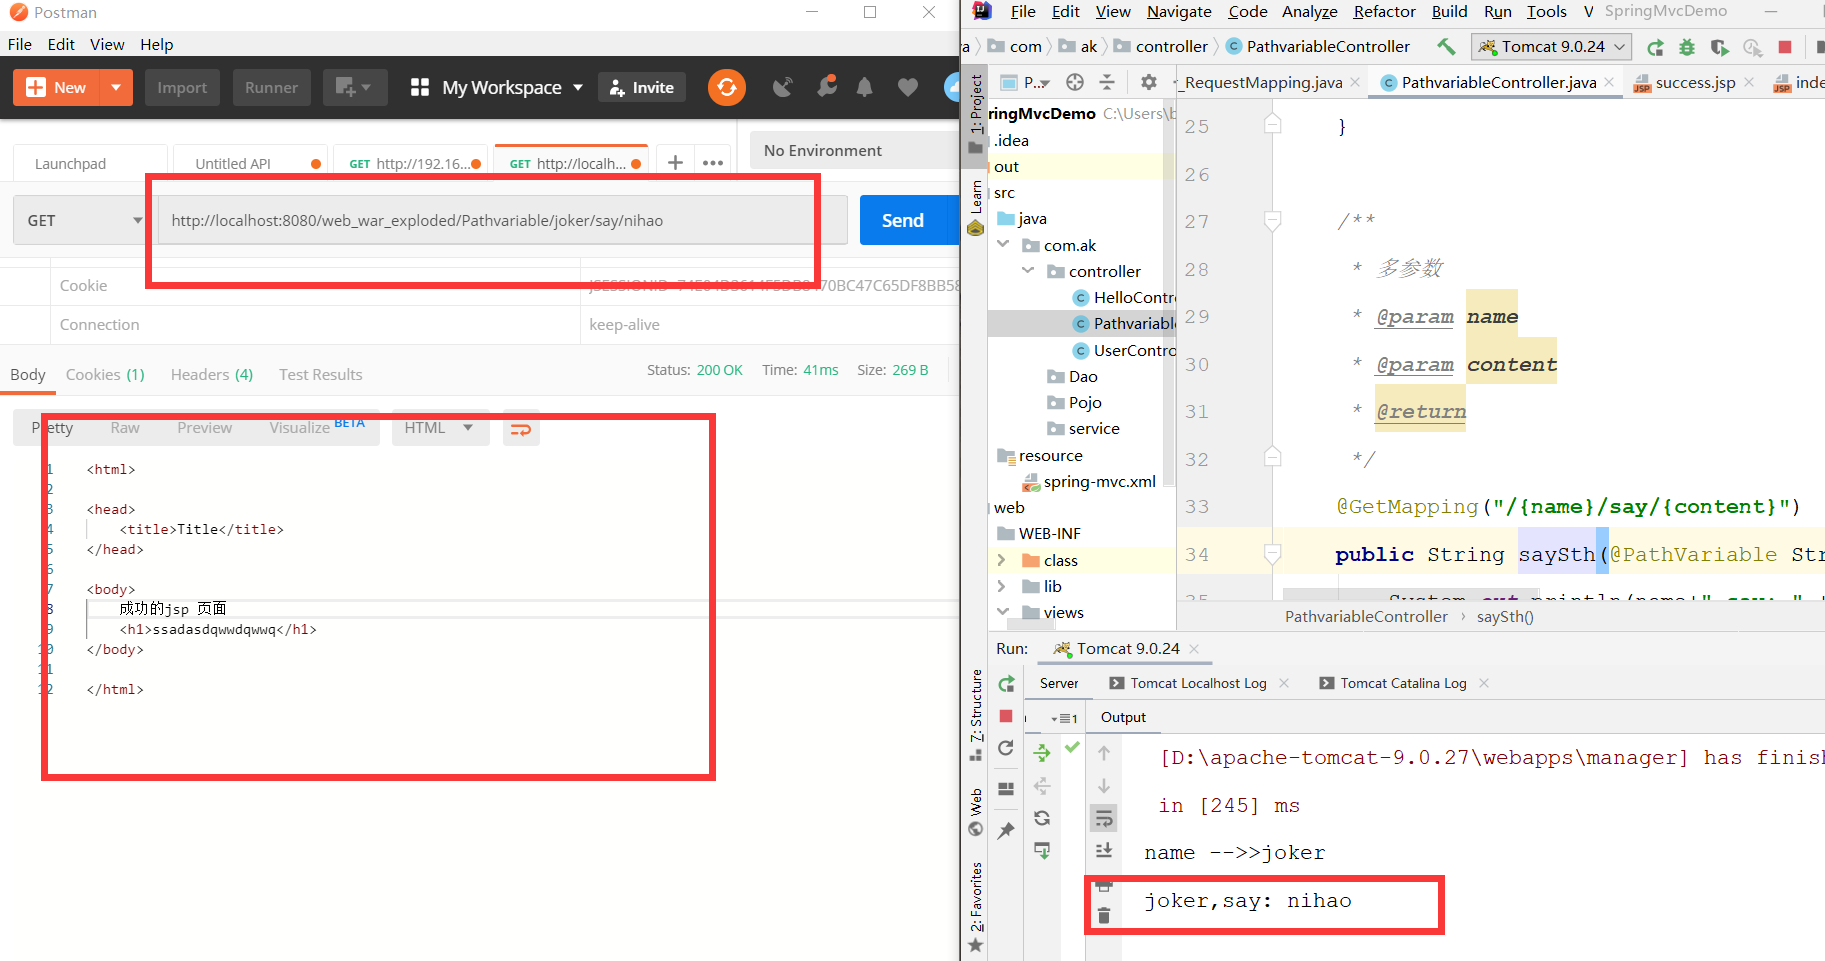 Postman
File Edit View Help
New Import Runner My Workspace Invite
Launchpad Untitled API GET http://192.16... GET http://localh... + ••• No Environment
GET http://localhost:8080/web_war_exploded/Pathvariable/joker/say/nihao Send
Cookie
Connection keep-alive
Body Cookies (1) Headers (4) Test Results Status: 200 OK Time: 41ms Size: 269 B
Pretty Raw Preview Visualize BETA HTML
1 <html>
2
3 <head>
4 <title>Title</title>
5 </head>
6
7 <body>
8 成功的jsp 页面
9 <h1>ssadasdqwwdqwwq</h1>
10 </body>
11
12 </html>
File Edit View Navigate Code Analyze Refactor Build Run Tools V SpringMvcDemo
com ak controller PathvariableController Tomcat 9.0.24
1: Project
Learn
7: Structure
Web
2: Favorites
P... _RequestMapping.java PathvariableController.java success.jsp inde
ringMvcDemo C:\Users\b
.idea
out
src
java
com.ak
controller
HelloContr
Pathvariabl
UserContro
Dao
Pojo
service
resource
spring-mvc.xml
web
WEB-INF
class
lib
views
25 }
26
27 /**
28 * 多参数
29 * @param name
30 * @param content
31 * @return
32 */
33 @GetMapping("/{name}/say/{content}")
34 public String saySth(@PathVariable Str
35 System.out.println(name+" say: "
PathvariableController › saySth()
Run: Tomcat 9.0.24
Server Tomcat Localhost Log Tomcat Catalina Log
1 Output
[D:\apache-tomcat-9.0.27\webapps\manager] has finish
in [245] ms
name -->>joker
joker,say: nihao